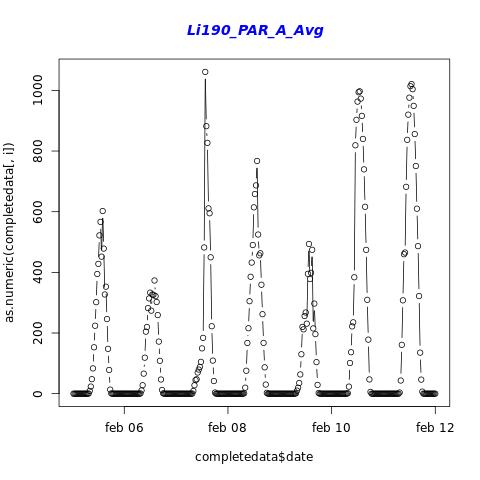 Li190_PAR_A_Avg
as.numeric(completedata[, i])
1000
800
600
400
200
0
feb 06
feb 08
feb 10
feb 12
completedata$date